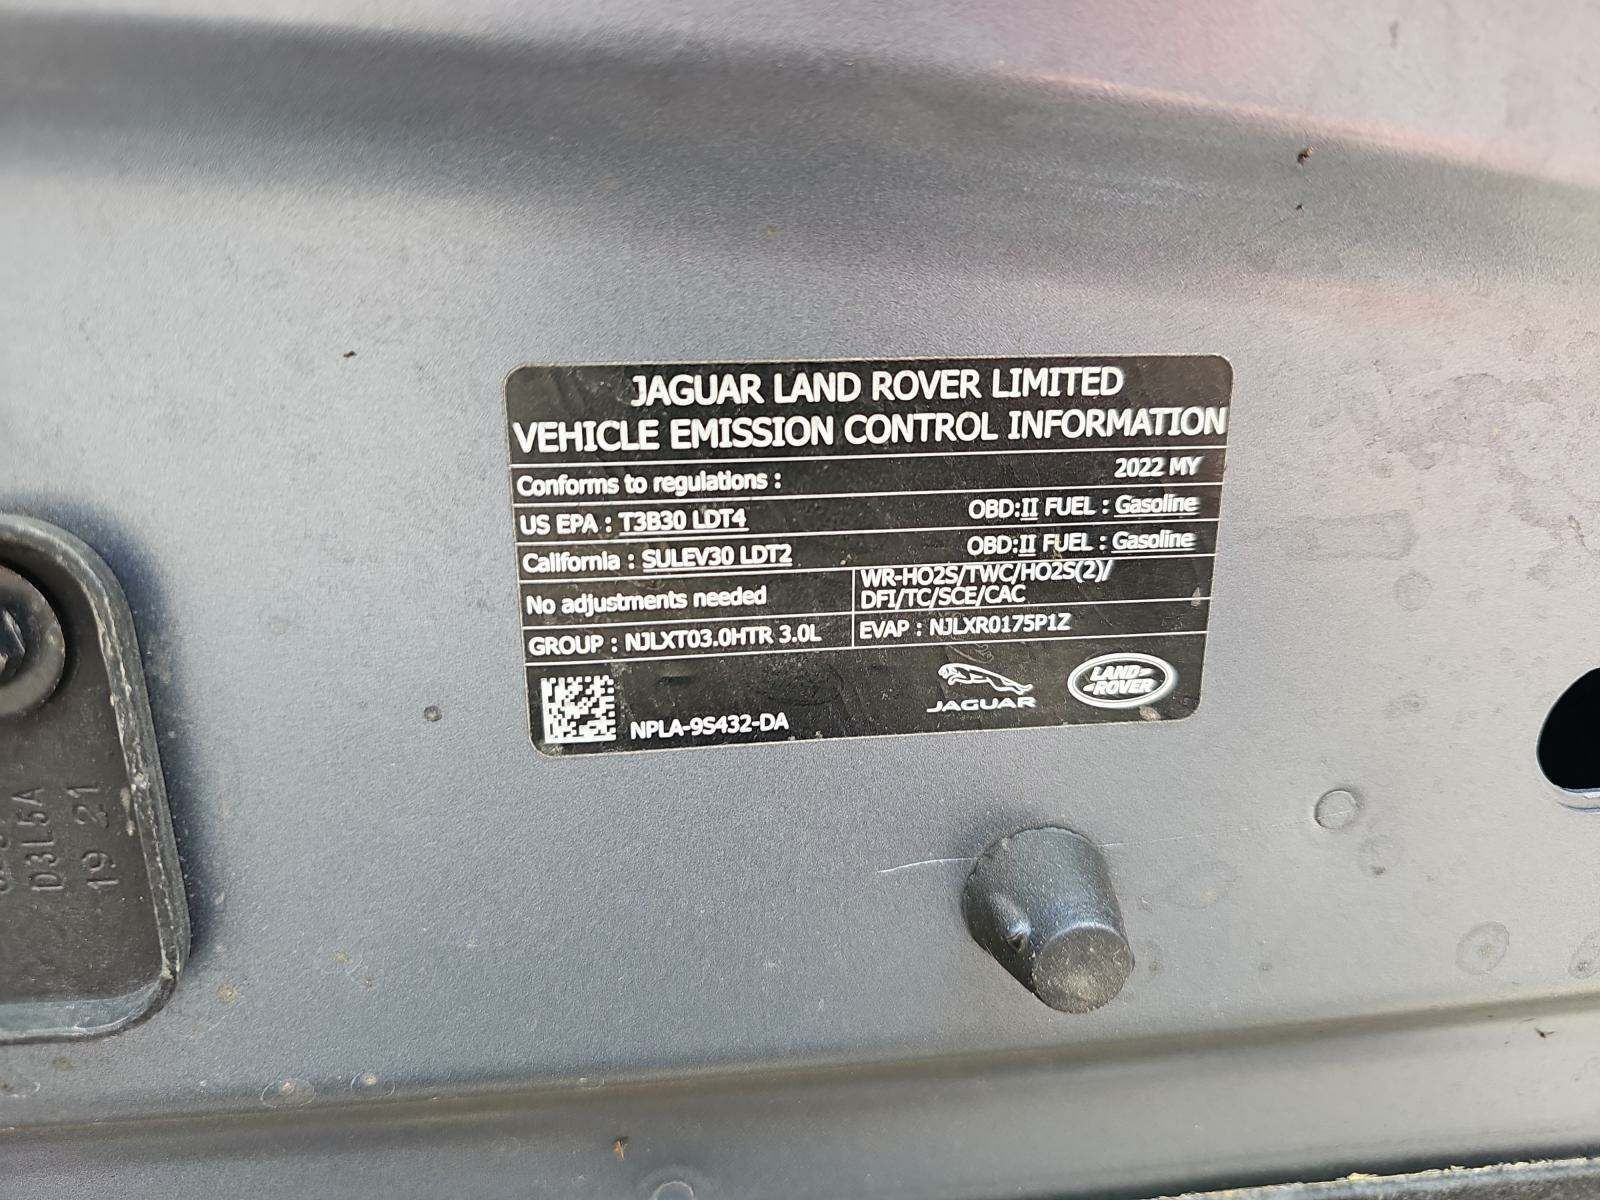 JAGUAR LAND ROVER LIMITED
VEHICLE EMISSION CONTROL INFORMATION
Conforms to regulations : 2022 MY
US EPA : T3B30 LDT4 OBD:II FUEL : Gasoline
California : SULEV30 LDT2 OBD:II FUEL : Gasoline
No adjustments needed
WR-HO2S/TWC/HO2S(2)/
DFI/TC/SCE/CAC
GROUP : NJLXT03.0HTR 3.0L
EVAP : NJLXR0175P1Z
NPLA-9S432-DA
JAGUAR
LAND
ROVER
D3L5A
19 21